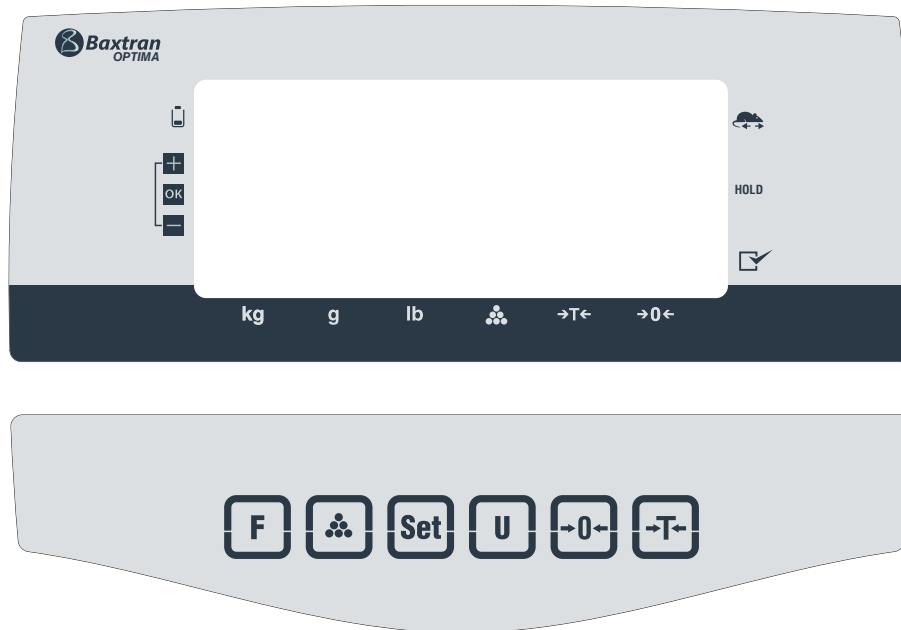 Baxtran
OPTIMA
+
OK
HOLD
−
kg g lb →T← →0←
F Set U →0← →T←